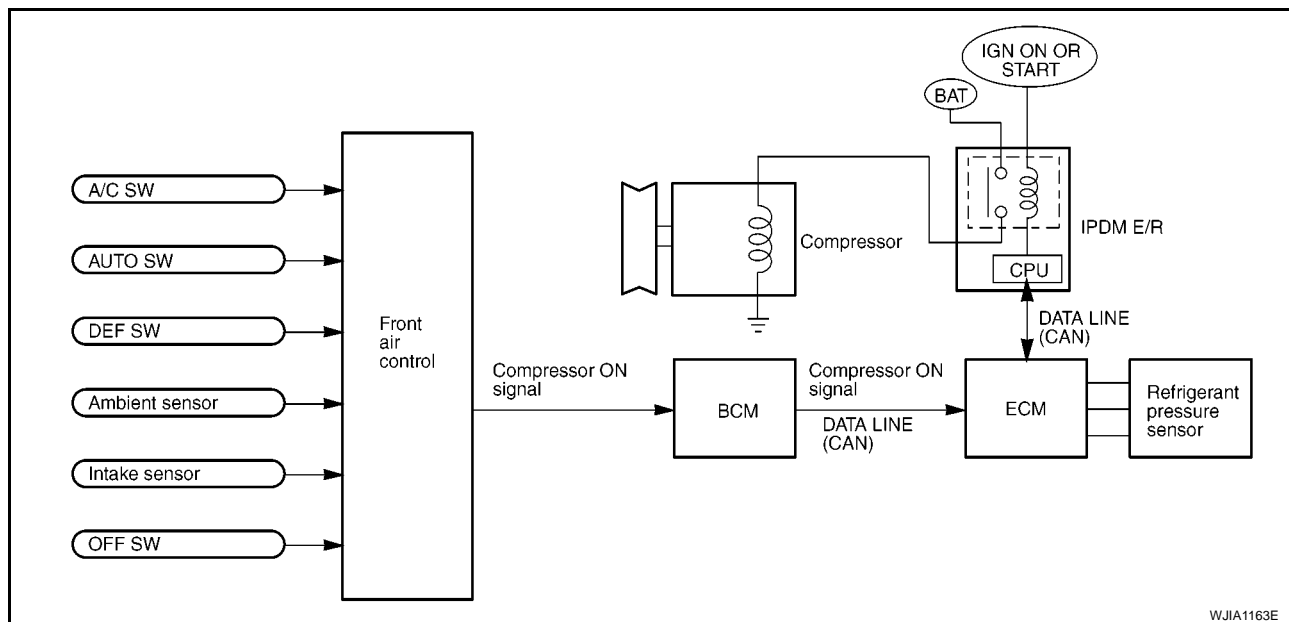 IGN ON OR
START
BAT
A/C SW
AUTO SW
DEF SW
Ambient sensor
Intake sensor
OFF SW
Front
air
control
Compressor ON
signal
BCM
Compressor ON
signal
DATA LINE
(CAN)
Compressor
IPDM E/R
CPU
DATA LINE
(CAN)
ECM
Refrigerant
pressure
sensor
WJIA1163E